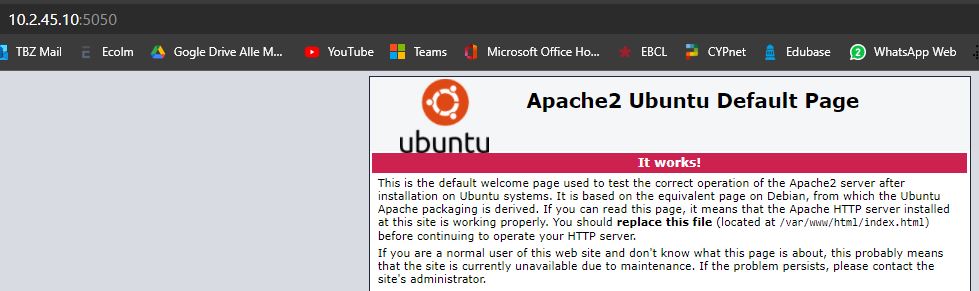 10.2.45.10:5050
TBZ Mail Ecolm Gogle Drive Alle M... YouTube Teams Microsoft Office Ho... EBCL CYPnet Edubase 2 WhatsApp Web
Apache2 Ubuntu Default Page
ubuntu
It works!
This is the default welcome page used to test the correct operation of the Apache2 server after
installation on Ubuntu systems. It is based on the equivalent page on Debian, from which the Ubuntu
Apache packaging is derived. If you can read this page, it means that the Apache HTTP server installed
at this site is working properly. You should replace this file (located at /var/www/html/index.html)
before continuing to operate your HTTP server.
If you are a normal user of this web site and don't know what this page is about, this probably means
that the site is currently unavailable due to maintenance. If the problem persists, please contact the
site's administrator.